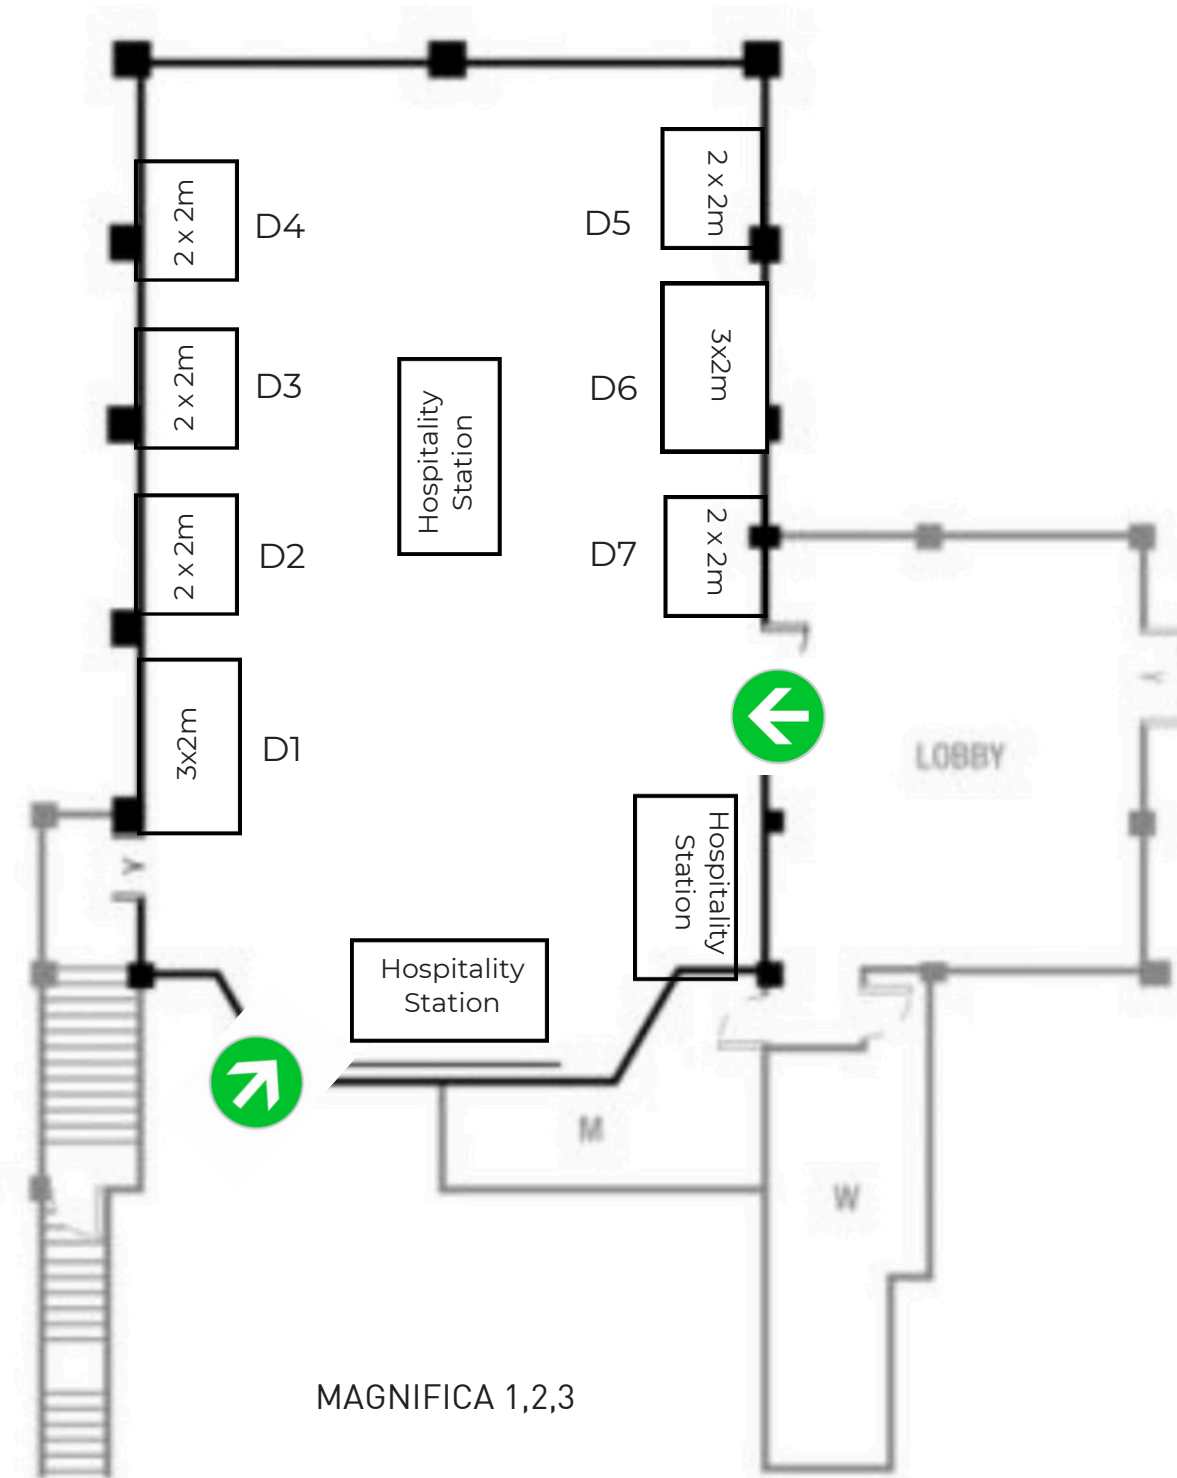 2 x 2m
D4
2 x 2m
D5
2 x 2m
D3
3x2m
D6
Hospitality
Station
2 x 2m
D2
2 x 2m
D7
3x2m
D1
LOBBY
Hospitality
Station
Hospitality
Station
M
W
MAGNIFICA 1,2,3